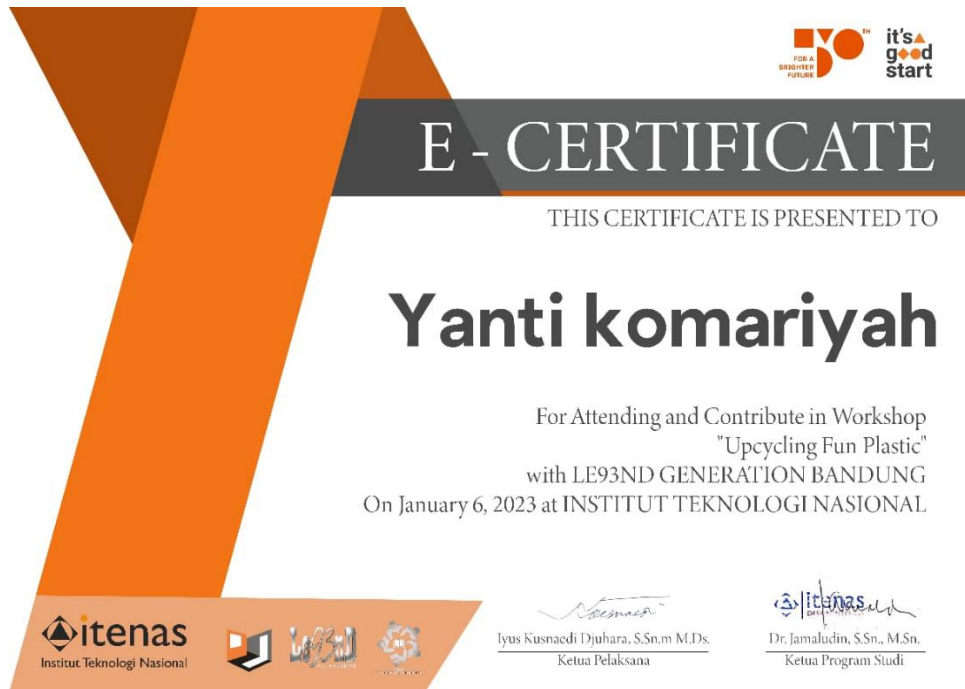 FOR A
BRIGHTER
FUTURE
TH
it's a
good
start
E - CERTIFICATE
THIS CERTIFICATE IS PRESENTED TO
Yanti komariyah
For Attending and Contribute in Workshop
"Upcycling Fun Plastic"
with LE93ND GENERATION BANDUNG
On January 6, 2023 at INSTITUT TEKNOLOGI NASIONAL
itenas
Institut Teknologi Nasional
itenas
Iyus Kusnaedi Djuhara, S.Sn.m M.Ds.
Ketua Pelaksana
Dr. Jamaludin, S.Sn., M.Sn.
Ketua Program Studi